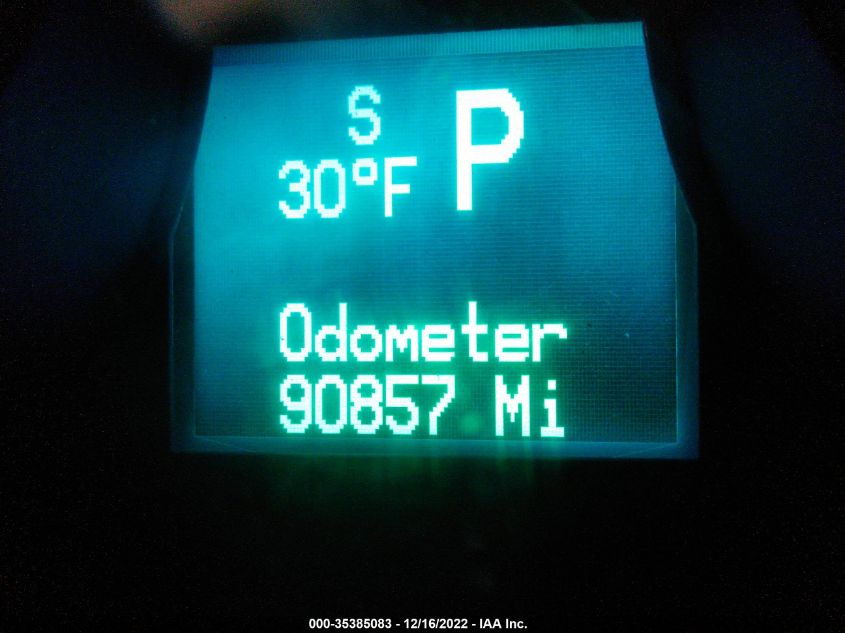 S P
30°F
Odometer
90857 Mi
000-35385083 - 12/16/2022 - IAA Inc.